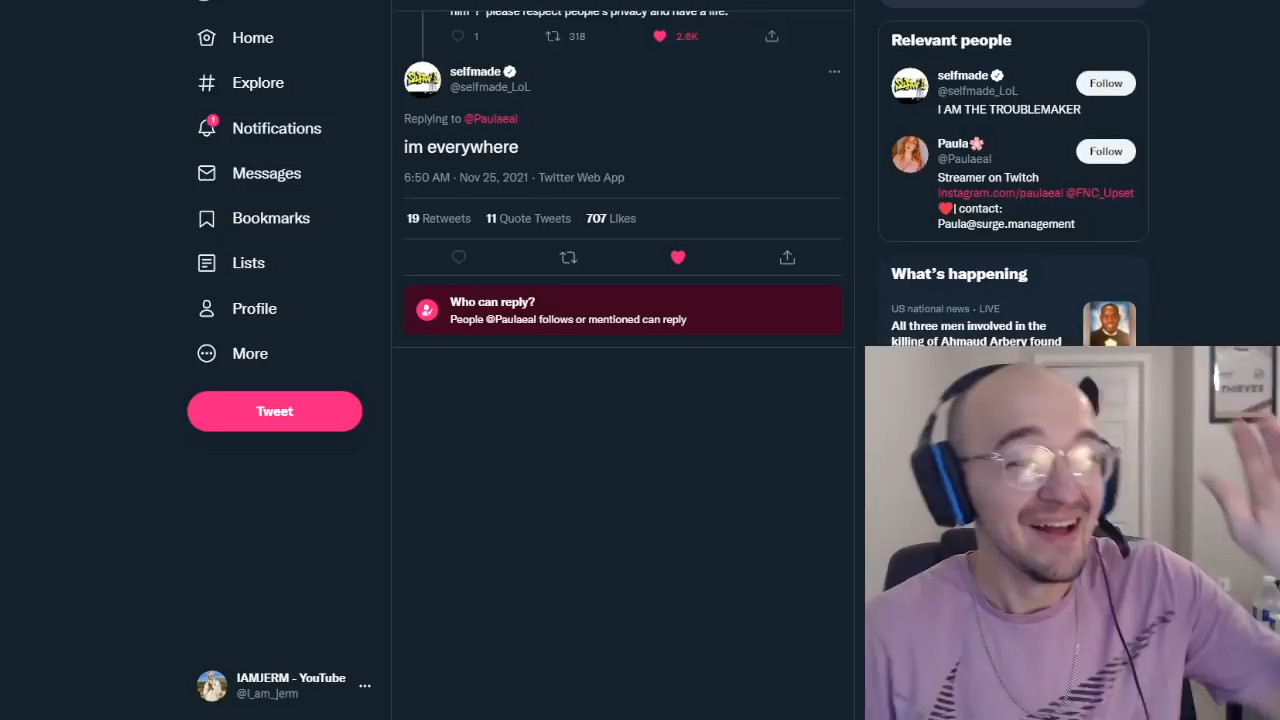 Home
Explore
1
Notifications
Messages
Bookmarks
Lists
Profile
More
Tweet
IAMJERM - YouTube
@I_am_Jerm
him ? please respect people's privacy and have a life.
1 318 2.6K
selfmade
@selfmade_LoL
Replying to @Paulaeal
im everywhere
6:50 AM · Nov 25, 2021 · Twitter Web App
19 Retweets 11 Quote Tweets 707 Likes
Who can reply?
People @Paulaeal follows or mentioned can reply
Relevant people
selfmade
@selfmade_LoL
Follow
I AM THE TROUBLEMAKER
Paula🌸
@Paulaeal
Follow
Streamer on Twitch
Instagram.com/paulaeal @FNC_Upset
❤️| contact:
Paula@surge.management
What's happening
US national news · LIVE
All three men involved in the
killing of Ahmaud Arbery found
THIEVES